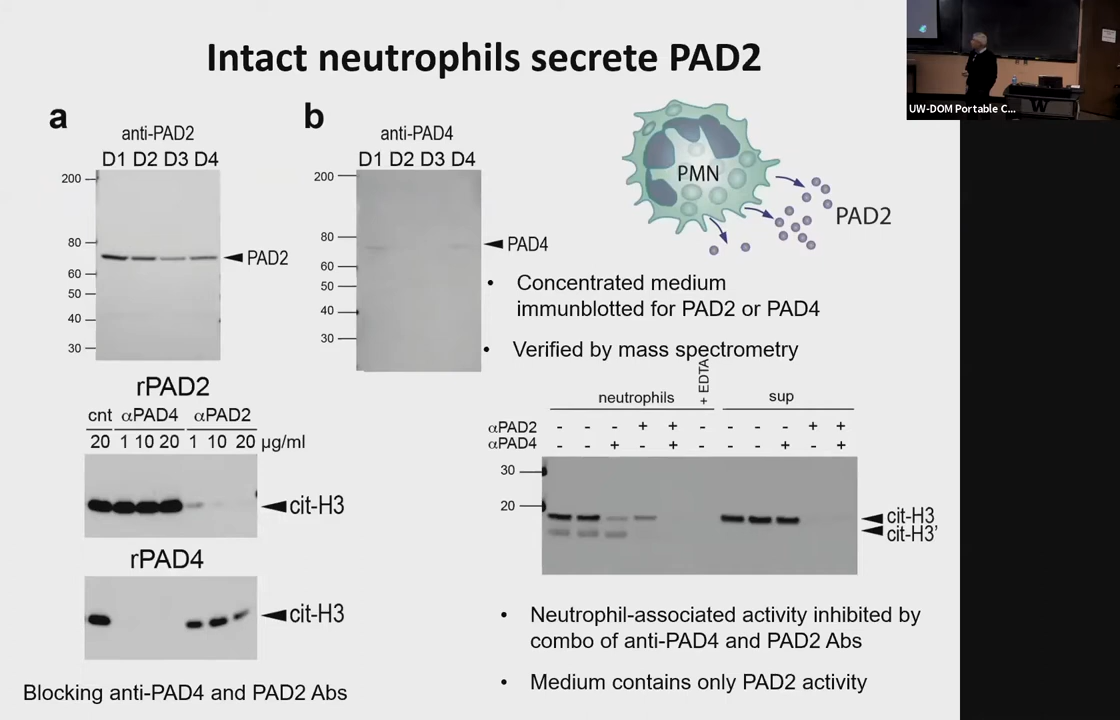 Intact neutrophils secrete PAD2
UW-DOM Portable C...
W
a
anti-PAD2
D1 D2 D3 D4
200
80
60
50
40
30
PAD2
b
anti-PAD4
D1 D2 D3 D4
200
80
60
50
40
30
PAD4
PMN
PAD2
• Concentrated medium
immunblotted for PAD2 or PAD4
• Verified by mass spectrometry
rPAD2
cnt αPAD4 αPAD2
20 1 10 20 1 10 20 µg/ml
cit-H3
rPAD4
cit-H3
Blocking anti-PAD4 and PAD2 Abs
neutrophils + EDTA sup
αPAD2 - - - + + - - - - + +
αPAD4 - - + - + - - - + - +
30
20
cit-H3
cit-H3'
• Neutrophil-associated activity inhibited by
combo of anti-PAD4 and PAD2 Abs
• Medium contains only PAD2 activity